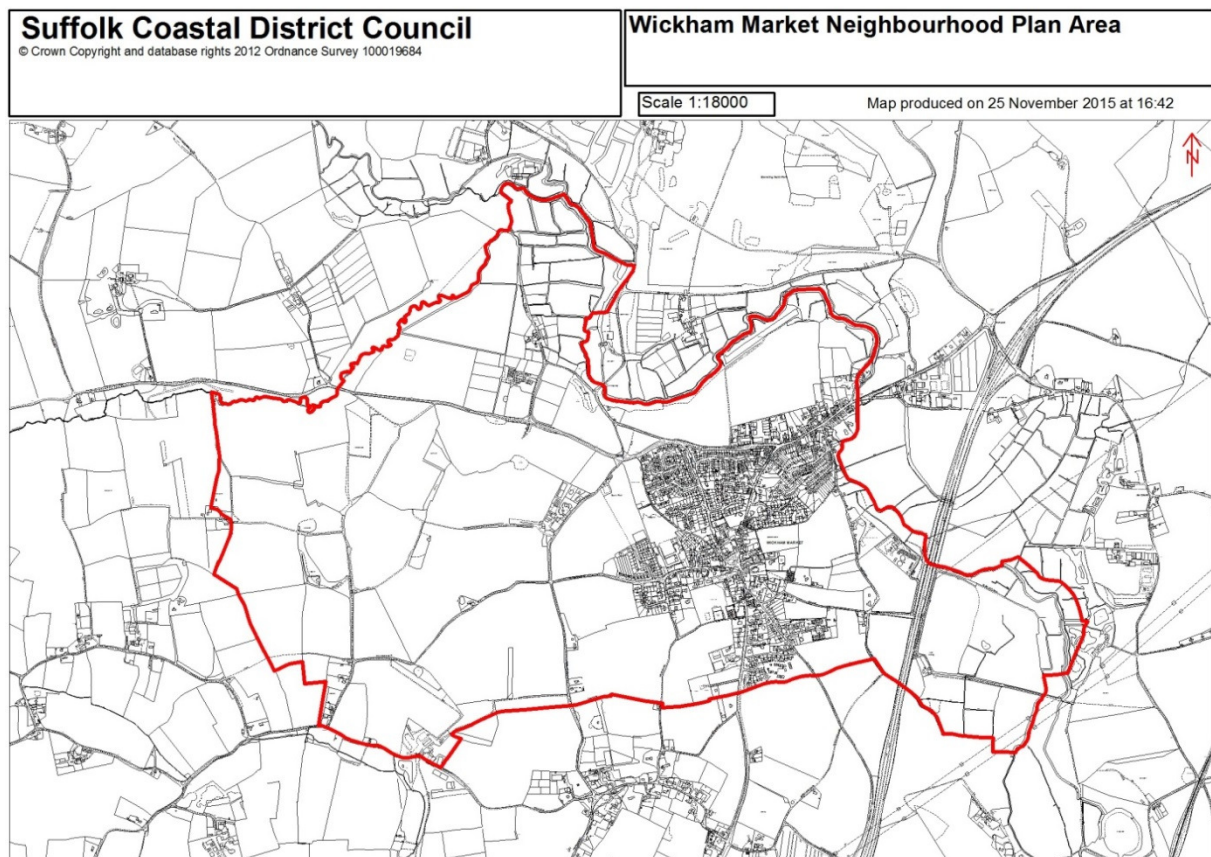 Suffolk Coastal District Council
© Crown Copyright and database rights 2012 Ordnance Survey 100019684
Wickham Market Neighbourhood Plan Area
Scale 1:18000
Map produced on 25 November 2015 at 16:42
N
WICKHAM MARKET